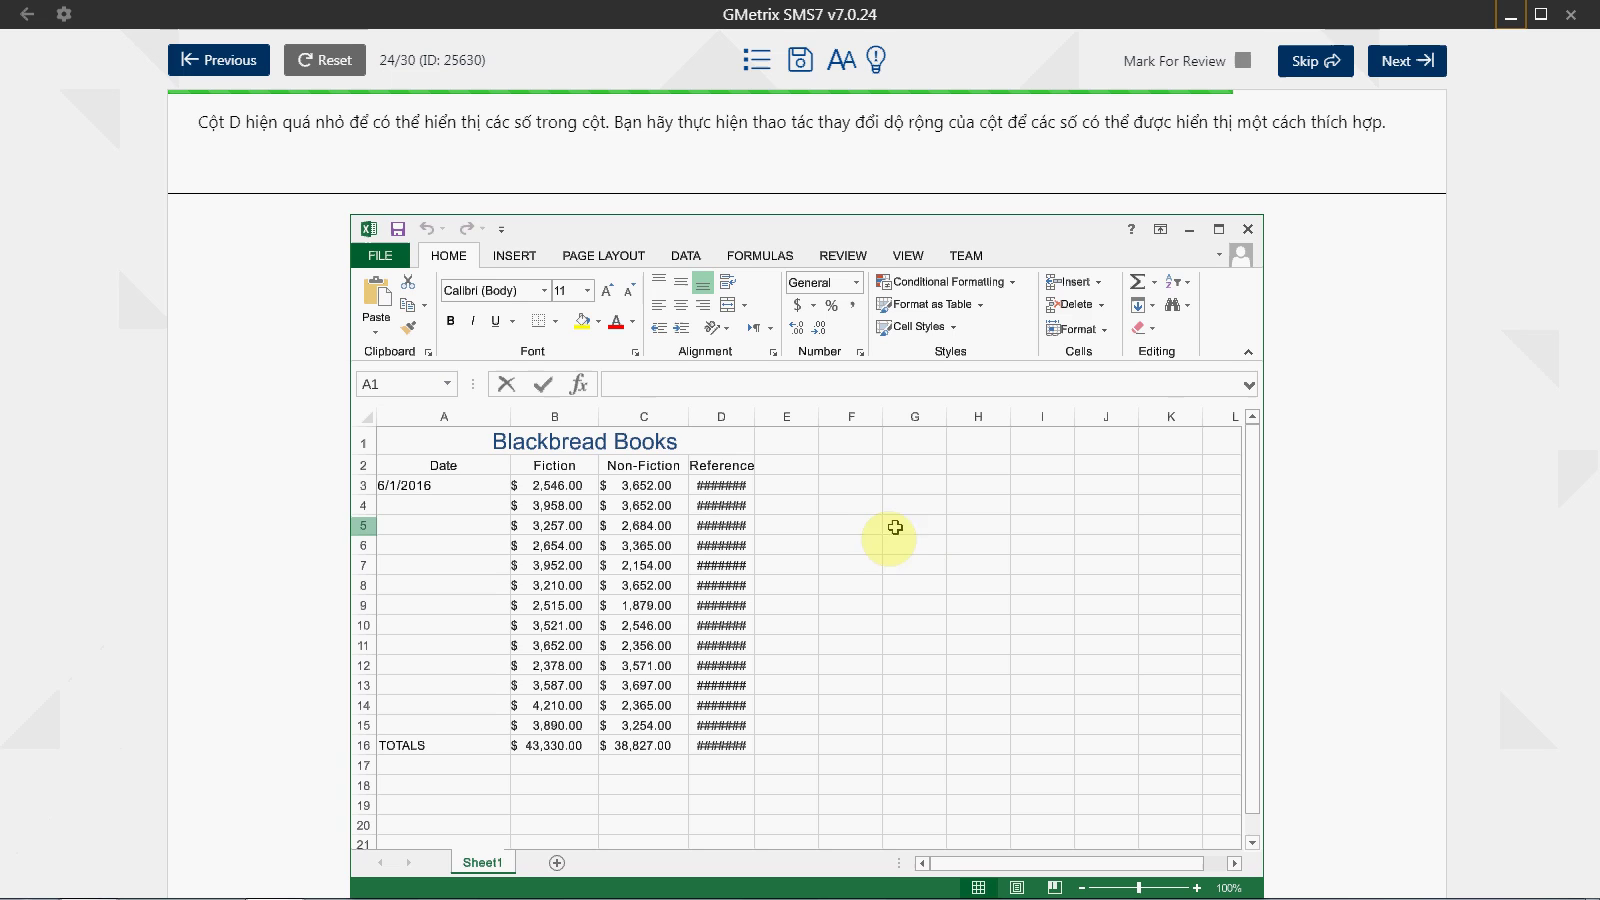 GMetrix SMS7 v7.0.24
Previous Reset 24/30 (ID: 25630) AA Mark For Review Skip Next
Cột D hiện quá nhỏ để có thể hiển thị các số trong cột. Bạn hãy thực hiện thao tác thay đổi dộ rộng của cột để các số có thể được hiển thị một cách thích hợp.
?
FILE HOME INSERT PAGE LAYOUT DATA FORMULAS REVIEW VIEW TEAM
Paste Calibri (Body) 11 A A General Conditional Formatting Insert Σ
B I U A $ % , Format as Table Delete
Cell Styles Format
Clipboard Font Alignment Number Styles Cells Editing
A1 fx
A B C D E F G H I J K L
1 Blackbread Books
2 Date Fiction Non-Fiction Reference
3 6/1/2016 $ 2,546.00 $ 3,652.00 #######
4 $ 3,958.00 $ 3,652.00 #######
5 $ 3,257.00 $ 2,684.00 #######
6 $ 2,654.00 $ 3,365.00 #######
7 $ 3,952.00 $ 2,154.00 #######
8 $ 3,210.00 $ 3,652.00 #######
9 $ 2,515.00 $ 1,879.00 #######
10 $ 3,521.00 $ 2,546.00 #######
11 $ 3,652.00 $ 2,356.00 #######
12 $ 2,378.00 $ 3,571.00 #######
13 $ 3,587.00 $ 3,697.00 #######
14 $ 4,210.00 $ 2,365.00 #######
15 $ 3,890.00 $ 3,254.00 #######
16 TOTALS $ 43,330.00 $ 38,827.00 #######
17
18
19
20
21
Sheet1
100%